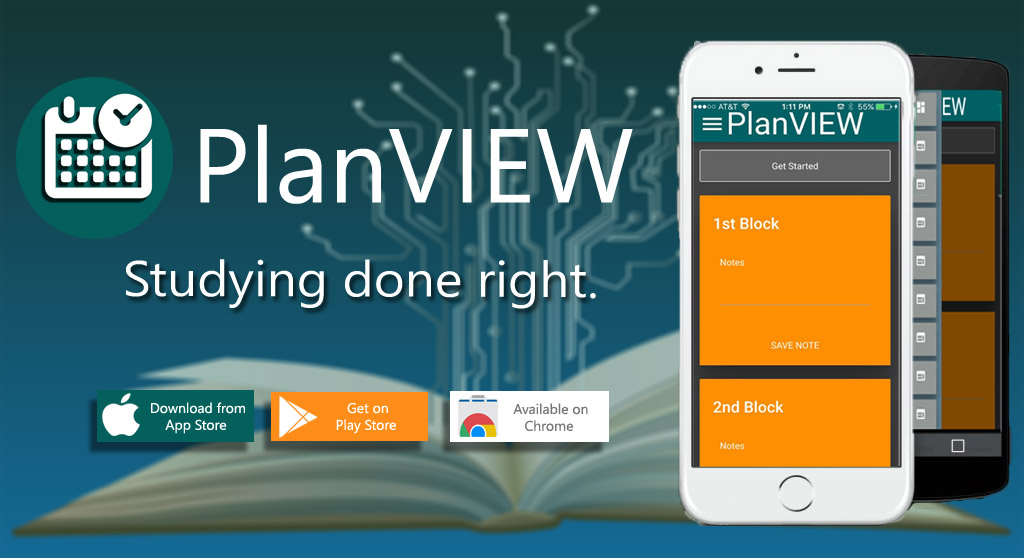 PlanVIEW
Studying done right.
Download from
App Store
Get on
Play Store
Available on
Chrome
AT&T 1:11 PM 55%
PlanVIEW
Get Started
1st Block
Notes
SAVE NOTE
2nd Block
Notes
EW